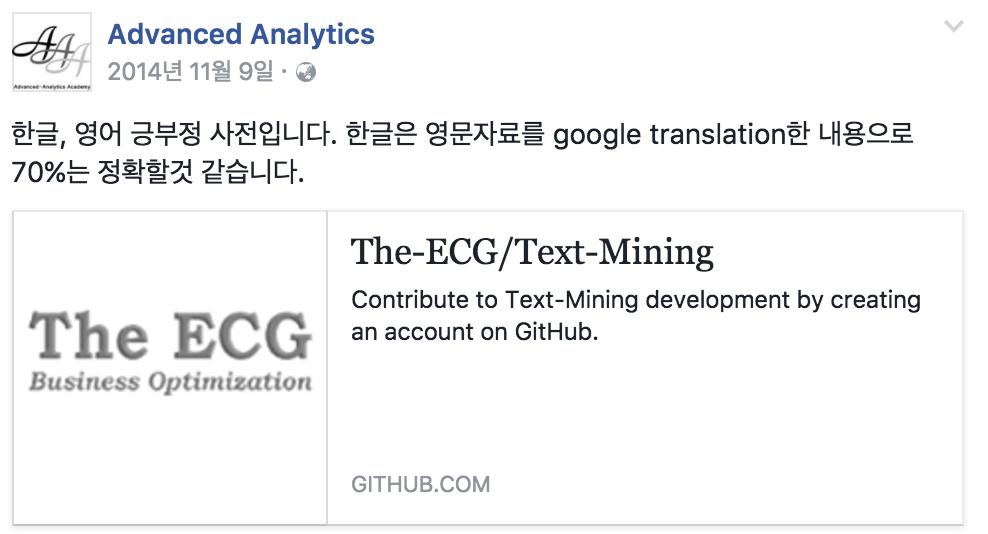 Advanced Analytics
2014년 11월 9일 ·
AAA
Advanced-Analytics Academy
한글, 영어 긍부정 사전입니다. 한글은 영문자료를 google translation한 내용으로
70%는 정확할것 같습니다.
The ECG
Business Optimization
The-ECG/Text-Mining
Contribute to Text-Mining development by creating
an account on GitHub.
GITHUB.COM